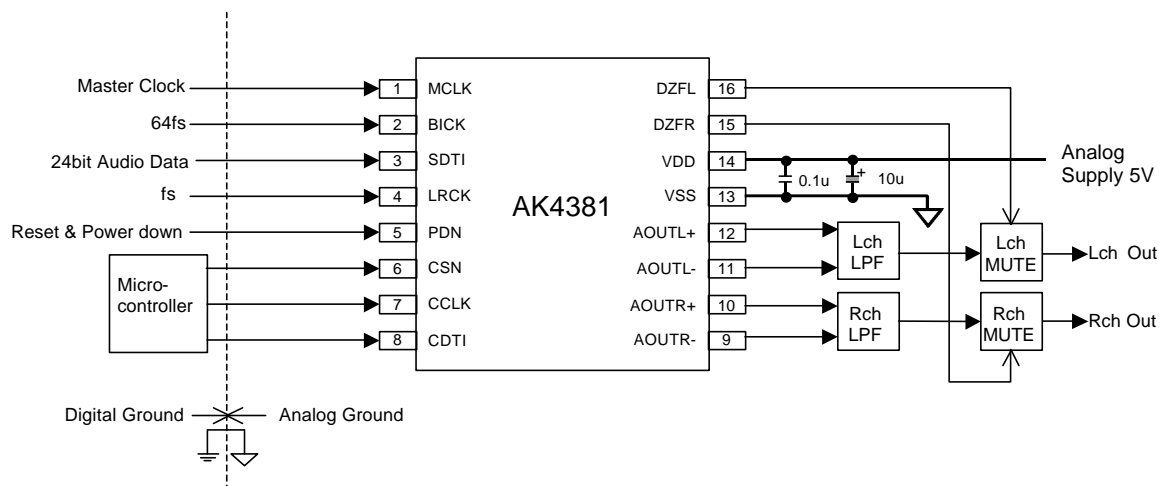 Master Clock
64fs
24bit Audio Data
fs
Reset & Power down
Micro-
controller
1
2
3
4
5
6
7
8
MCLK
BICK
SDTI
LRCK
PDN
CSN
CCLK
CDTI
AK4381
DZFL
DZFR
VDD
VSS
AOUTL+
AOUTL-
AOUTR+
AOUTR-
16
15
14
13
12
11
10
9
0.1u
+
10u
Analog
Supply 5V
Lch
LPF
Lch
MUTE
Lch Out
Rch
LPF
Rch
MUTE
Rch Out
Digital Ground
Analog Ground